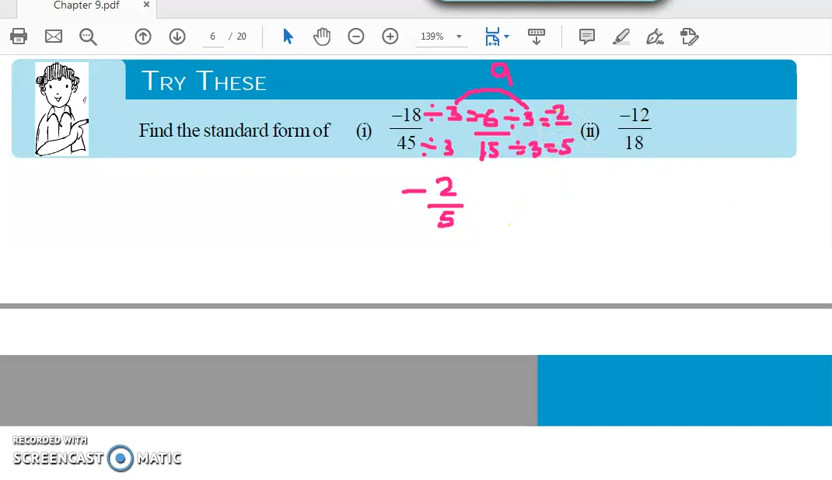 Chapter 9.pdf ×
6 / 20 139%
TRY THESE
9
Find the standard form of (i) −18/45 ÷3/÷3 = −6/15 ÷3/÷3 = −2/=5 (ii) −12/18
−2/5
RECORDED WITH
SCREENCAST MATIC